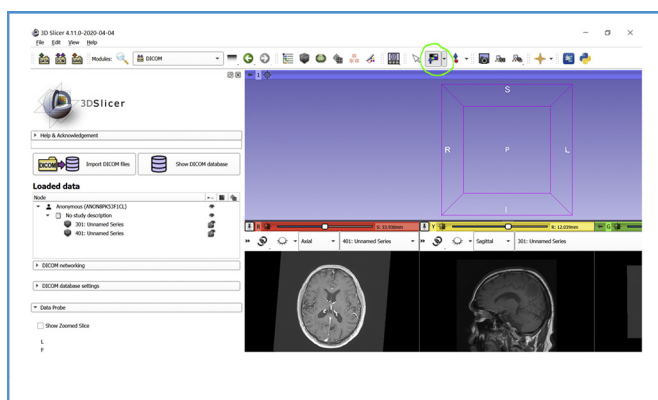 3D Slicer 4.11.0-2020-04-04
File Edit View Help
Modules: DICOM
1
3DSlicer
Help & Acknowledgement
Import DICOM files
Show DICOM database
Loaded data
Node
Anonymous (ANON8PK53F1CL)
No study description
301: Unnamed Series
401: Unnamed Series
DICOM networking
DICOM database settings
Data Probe
Show Zoomed Slice
L
F
S
R P L
I
R
Axial 401: Unnamed Series
Y R: 12.039mm
Sagittal 301: Unnamed Series
G